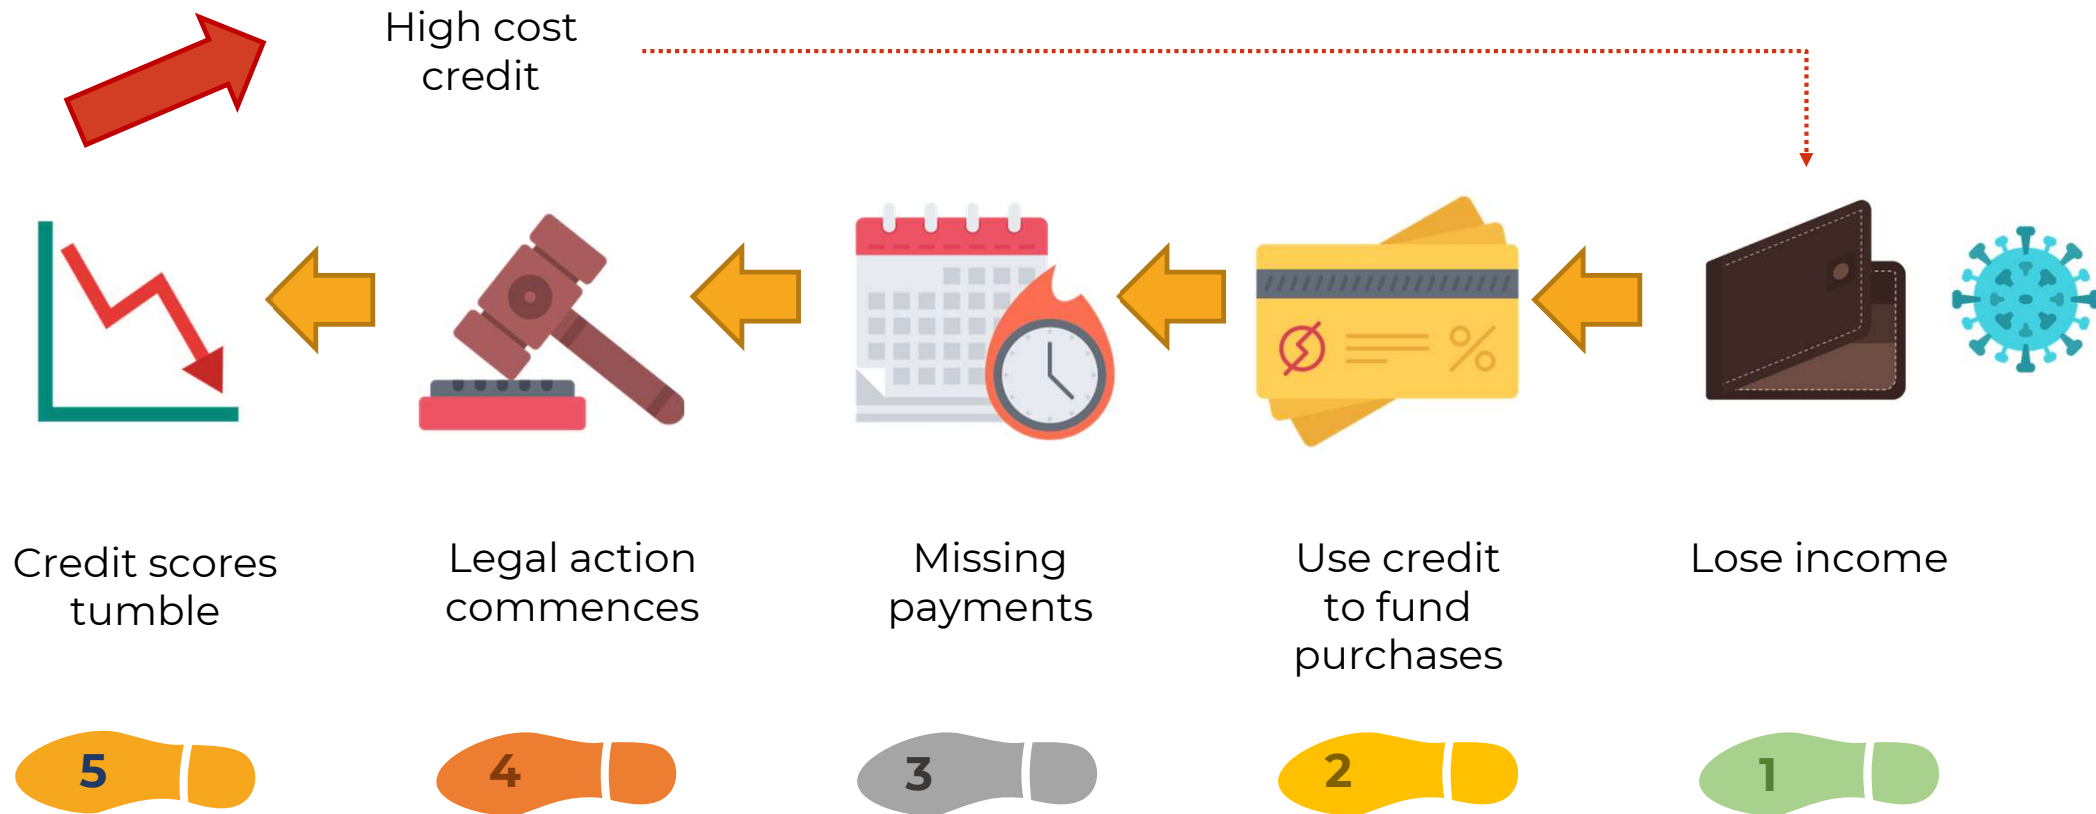 High cost
credit
Credit scores
tumble
Legal action
commences
Missing
payments
Use credit
to fund
purchases
Lose income
%
5
4
3
2
1